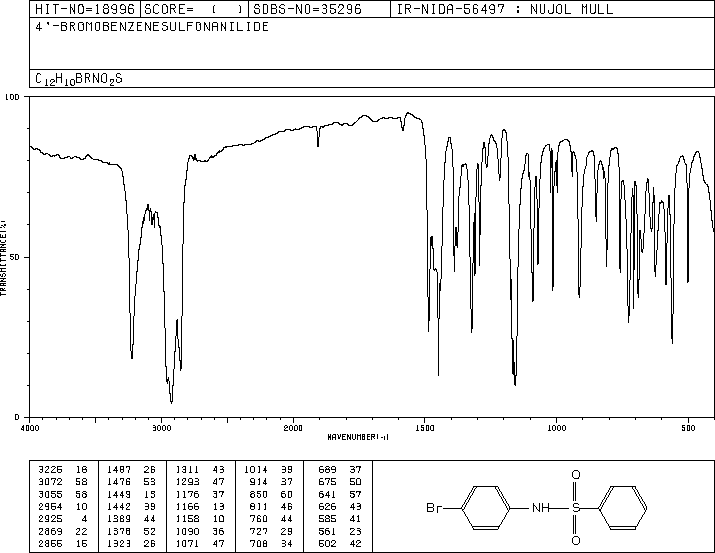 HIT-NO=18996 SCORE= ( ) SDBS-NO=35296 IR-NIDA-56497 : NUJOL MULL
4'-BROMOBENZENESULFONANILIDE
C12H10BRNO2S
100
50
0
TRANSMITTANCE(%)
4000 3000 2000 1500 1000 500
WAVENUMBER(-1)
3225 18 1487 26 1311 43 1014 39 689 37
3072 58 1476 53 1293 47 914 37 675 50
3055 58 1449 13 1176 37 850 60 641 57
2954 10 1442 39 1166 13 811 46 626 43
2925 4 1389 44 1158 10 760 44 585 41
2869 22 1378 52 1090 36 727 29 561 23
2855 15 1323 26 1071 47 708 34 502 42
Br
NH
O
S
O